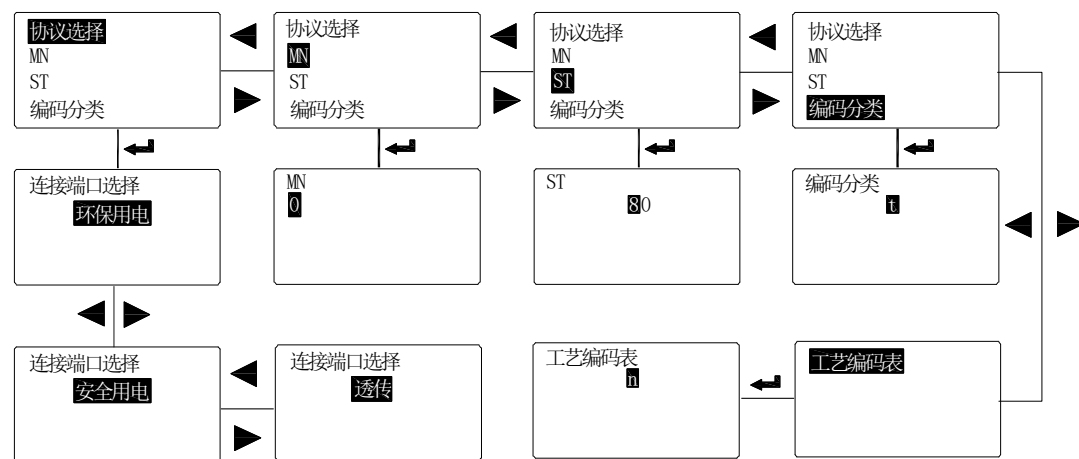 协议选择
MN
ST
编码分类
协议选择
MN
ST
编码分类
协议选择
MN
ST
编码分类
协议选择
MN
ST
编码分类
连接端口选择
环保用电
MN
0
ST
80
编码分类
t
连接端口选择
安全用电
连接端口选择
透传
工艺编码表
n
工艺编码表